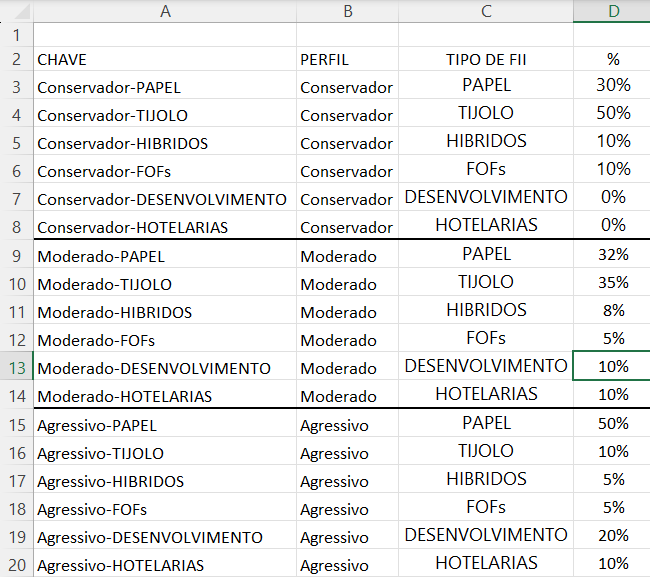 A B C D
1
2 CHAVE PERFIL TIPO DE FII %
3 Conservador-PAPEL Conservador PAPEL 30%
4 Conservador-TIJOLO Conservador TIJOLO 50%
5 Conservador-HIBRIDOS Conservador HIBRIDOS 10%
6 Conservador-FOFs Conservador FOFs 10%
7 Conservador-DESENVOLVIMENTO Conservador DESENVOLVIMENTO 0%
8 Conservador-HOTELARIAS Conservador HOTELARIAS 0%
9 Moderado-PAPEL Moderado PAPEL 32%
10 Moderado-TIJOLO Moderado TIJOLO 35%
11 Moderado-HIBRIDOS Moderado HIBRIDOS 8%
12 Moderado-FOFs Moderado FOFs 5%
13 Moderado-DESENVOLVIMENTO Moderado DESENVOLVIMENTO 10%
14 Moderado-HOTELARIAS Moderado HOTELARIAS 10%
15 Agressivo-PAPEL Agressivo PAPEL 50%
16 Agressivo-TIJOLO Agressivo TIJOLO 10%
17 Agressivo-HIBRIDOS Agressivo HIBRIDOS 5%
18 Agressivo-FOFs Agressivo FOFs 5%
19 Agressivo-DESENVOLVIMENTO Agressivo DESENVOLVIMENTO 20%
20 Agressivo-HOTELARIAS Agressivo HOTELARIAS 10%